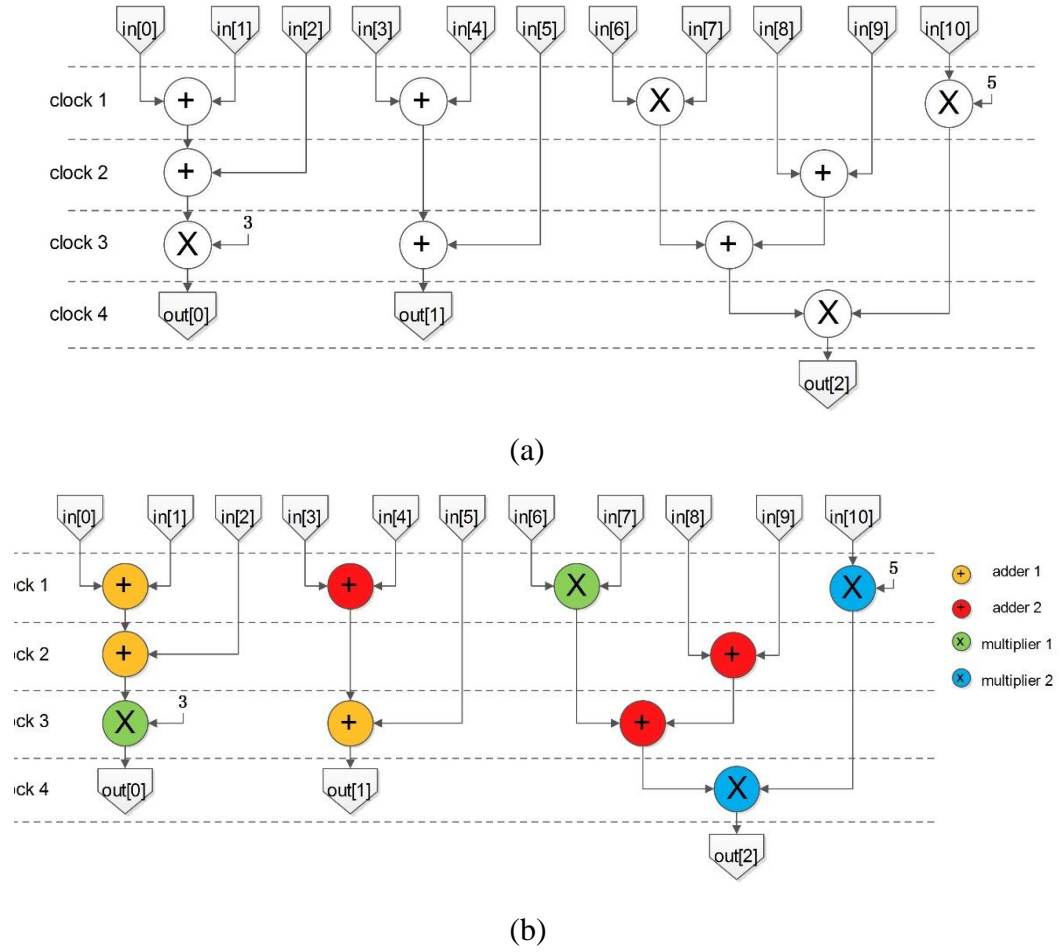 in[0] in[1] in[2] in[3] in[4] in[5] in[6] in[7] in[8] in[9] in[10]
clock 1 + + X X 5
clock 2 + +
clock 3 X 3 + +
clock 4 out[0] out[1] X
out[2]
(a)
in[0] in[1] in[2] in[3] in[4] in[5] in[6] in[7] in[8] in[9] in[10]
ock 1 + + X X 5
+ adder 1
+ adder 2
ock 2 + +
X multiplier 1
X multiplier 2
ock 3 X 3 + +
ock 4 out[0] out[1] X
out[2]
(b)